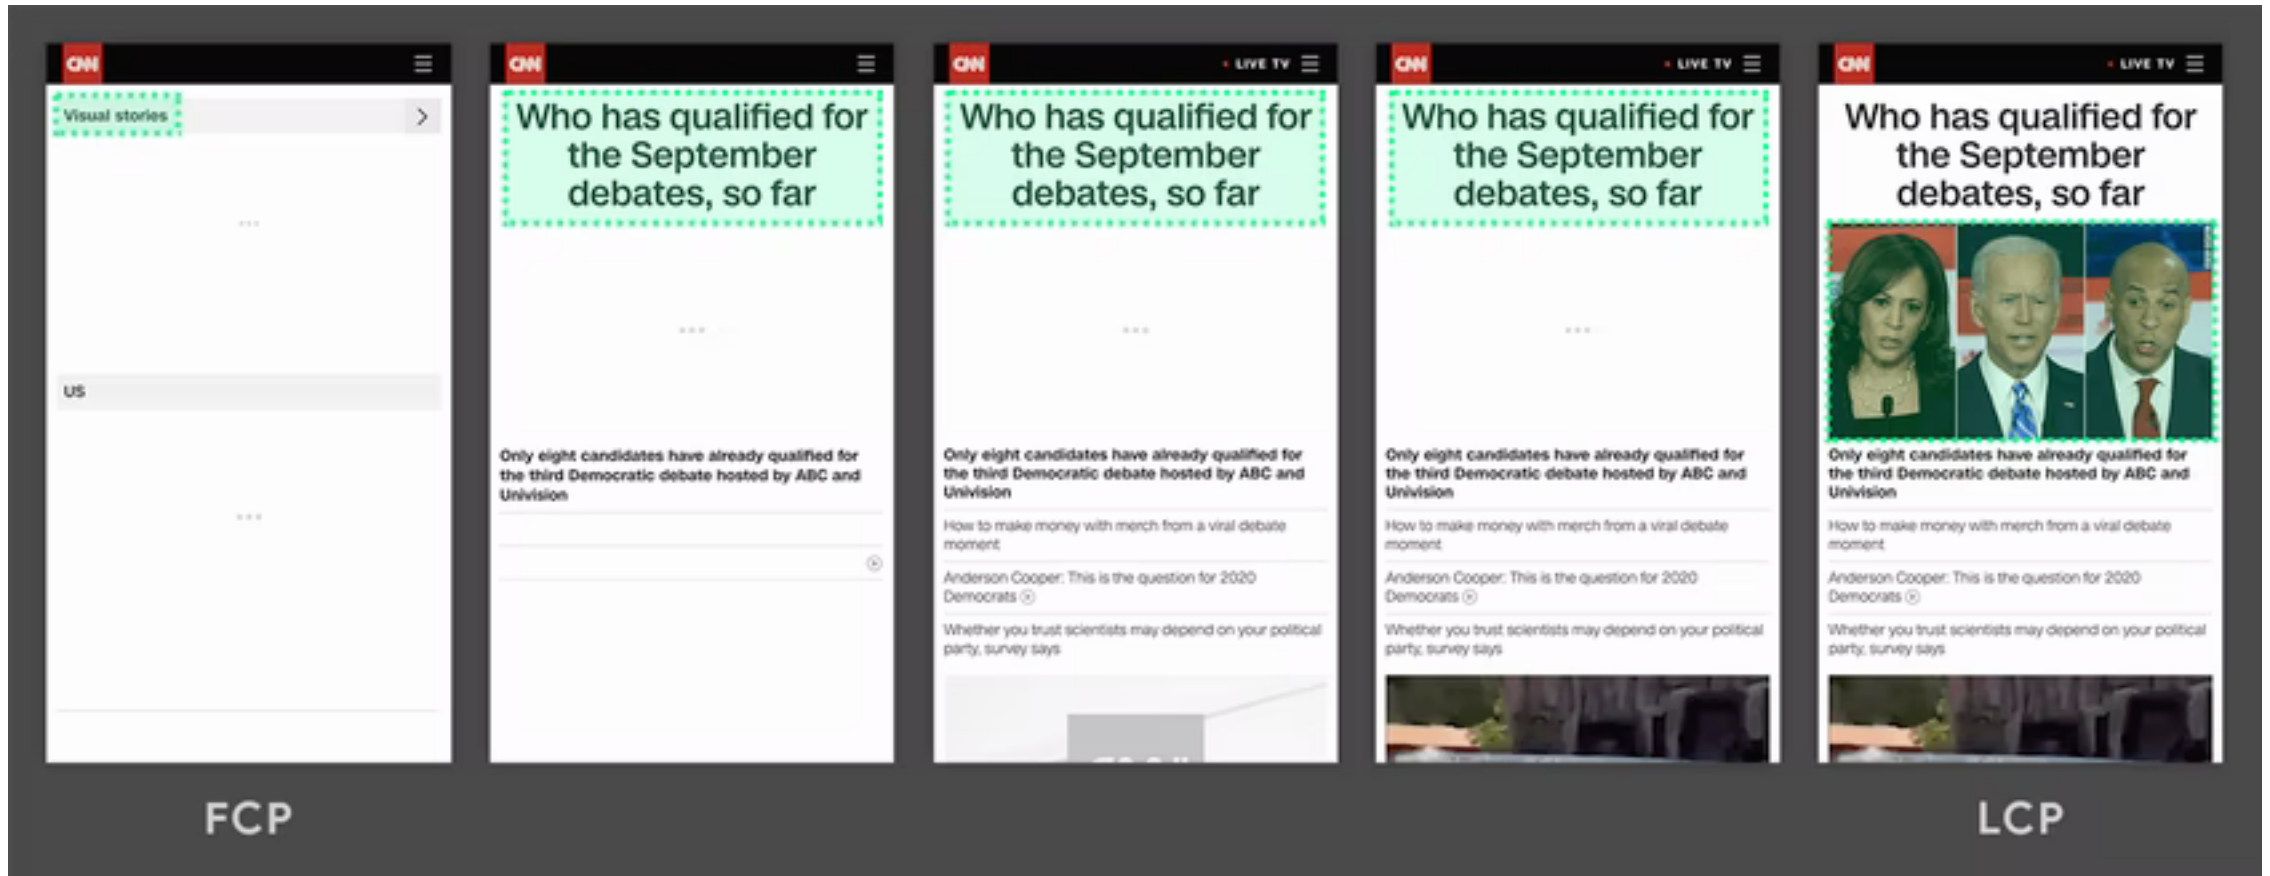 CNN
Visual stories
US
FCP
CNN
Who has qualified for
the September
debates, so far
Only eight candidates have already qualified for
the third Democratic debate hosted by ABC and
Univision
CNN
LIVE TV
Who has qualified for
the September
debates, so far
Only eight candidates have already qualified for
the third Democratic debate hosted by ABC and
Univision
How to make money with merch from a viral debate
moment
Anderson Cooper: This is the question for 2020
Democrats
Whether you trust scientists may depend on your political
party, survey says
CNN
LIVE TV
Who has qualified for
the September
debates, so far
Only eight candidates have already qualified for
the third Democratic debate hosted by ABC and
Univision
How to make money with merch from a viral debate
moment
Anderson Cooper: This is the question for 2020
Democrats
Whether you trust scientists may depend on your political
party, survey says
CNN
LIVE TV
Who has qualified for
the September
debates, so far
Only eight candidates have already qualified for
the third Democratic debate hosted by ABC and
Univision
How to make money with merch from a viral debate
moment
Anderson Cooper: This is the question for 2020
Democrats
Whether you trust scientists may depend on your political
party, survey says
LCP